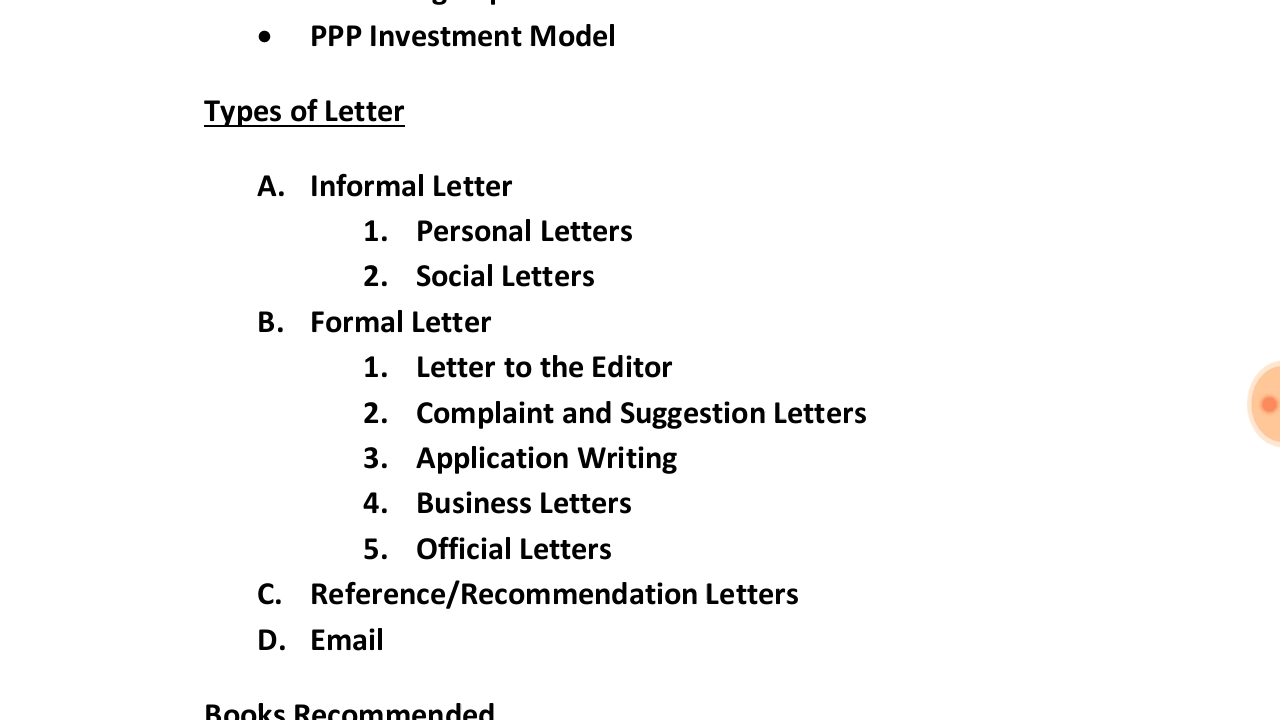 • PPP Investment Model
Types of Letter
A. Informal Letter
1. Personal Letters
2. Social Letters
B. Formal Letter
1. Letter to the Editor
2. Complaint and Suggestion Letters
3. Application Writing
4. Business Letters
5. Official Letters
C. Reference/Recommendation Letters
D. Email
Books Recommended